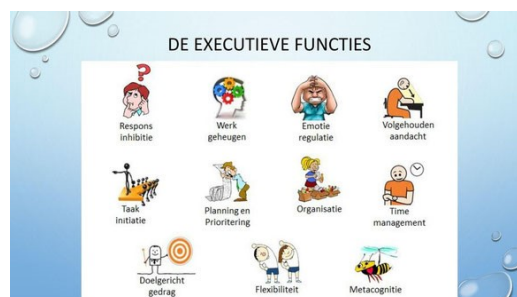 DE EXECUTIEVE FUNCTIES
Respons
inhibitie
Werk
geheugen
Emotie
regulatie
Volgehouden
aandacht
Taak
initiatie
Planning en
Prioritering
Organisatie
Time
management
Doelgericht
gedrag
Flexibiliteit
Metacognitie